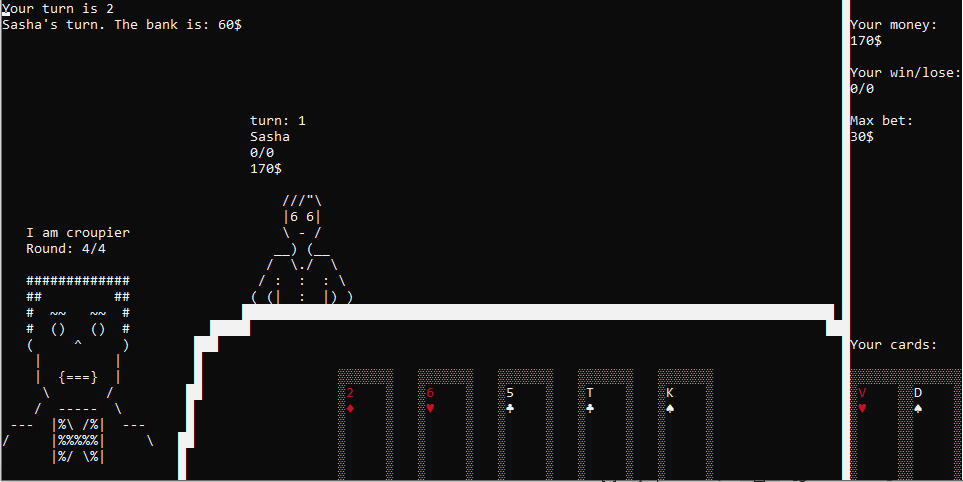 Your turn is 2
Sasha's turn. The bank is: 60$
Your money:
170$
Your win/lose:
0/0
Max bet:
30$
turn: 1
Sasha
0/0
170$
I am croupier
Round: 4/4
Your cards:
2 6 5 T K V D
♦ ♥ ♣ ♣ ♠ ♥ ♠